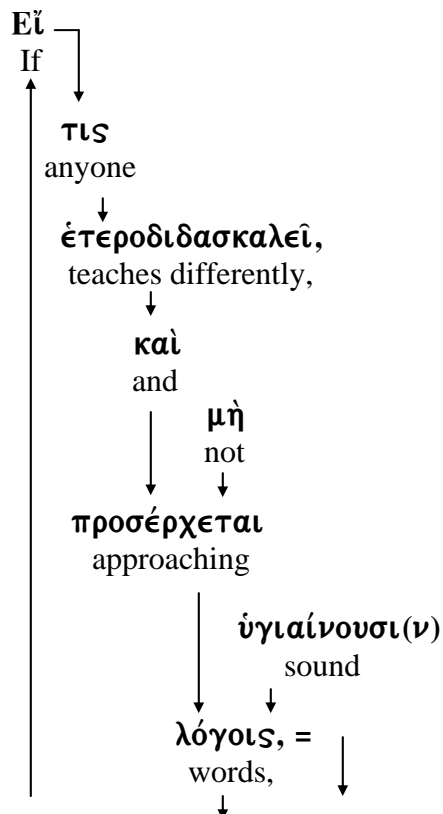 Εἴ
If
τις
anyone
ἑτεροδιδασκαλεῖ,
teaches differently,
καὶ
and
μὴ
not
προσέρχεται
approaching
ὑγιαίνουσι(ν)
sound
λόγοις, =
words,